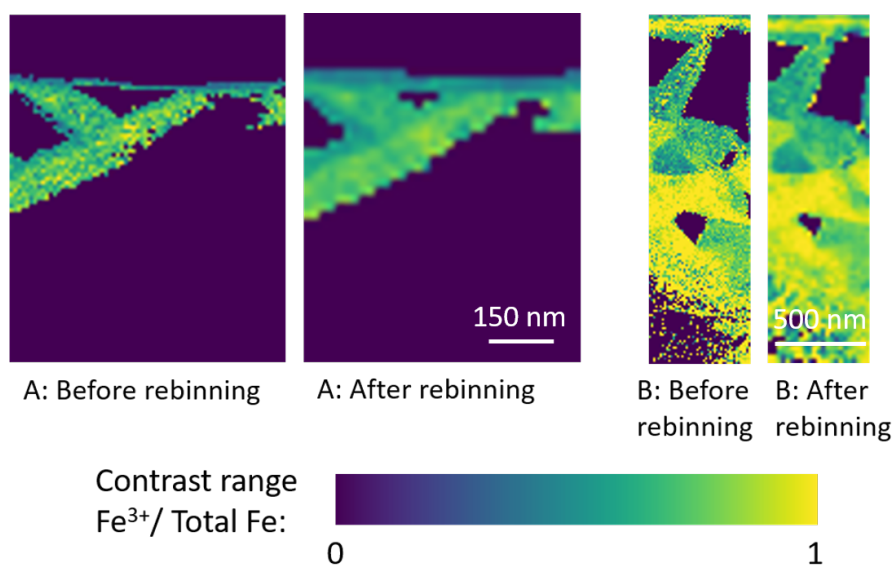 150 nm
500 nm
A: Before rebinning
A: After rebinning
B: Before
rebinning
B: After
rebinning
Contrast range
Fe³⁺/ Total Fe:
0
1